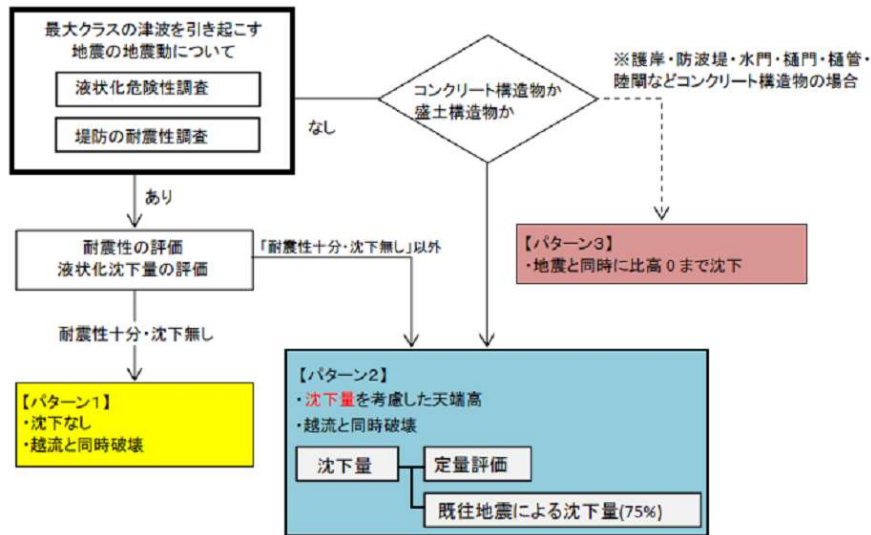 最大クラスの津波を引き起こす
地震の地震動について
液状化危険性調査
堤防の耐震性調査
なし
コンクリート構造物か
盛土構造物か
※護岸・防波堤・水門・樋門・樋管・
陸閘などコンクリート構造物の場合
あり
耐震性の評価
液状化沈下量の評価
「耐震性十分・沈下無し」以外
【パターン3】
・地震と同時に比高0まで沈下
耐震性十分・沈下無し
【パターン1】
・沈下なし
・越流と同時破壊
【パターン2】
・沈下量を考慮した天端高
・越流と同時破壊
沈下量
定量評価
既往地震による沈下量(75%)